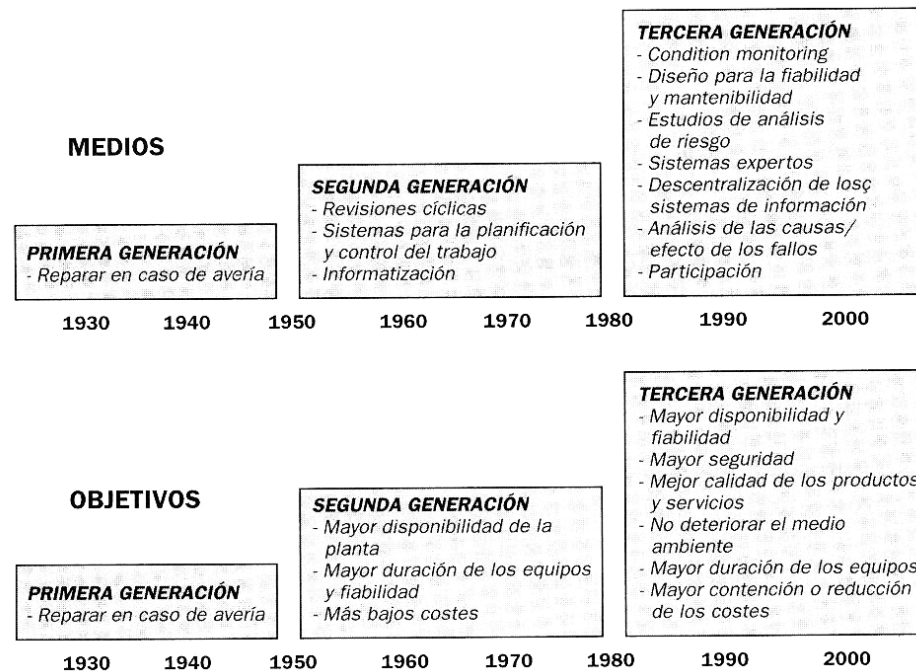 MEDIOS
PRIMERA GENERACIÓN
- Reparar en caso de avería
SEGUNDA GENERACIÓN
- Revisiones cíclicas
- Sistemas para la planificación
y control del trabajo
- Informatización
TERCERA GENERACIÓN
- Condition monitoring
- Diseño para la fiabilidad
y mantenibilidad
- Estudios de análisis
de riesgo
- Sistemas expertos
- Descentralización de losç
sistemas de información
- Análisis de las causas/
efecto de los fallos
- Participación
1930 1940 1950 1960 1970 1980 1990 2000
OBJETIVOS
PRIMERA GENERACIÓN
- Reparar en caso de avería
SEGUNDA GENERACIÓN
- Mayor disponibilidad de la
planta
- Mayor duración de los equipos
y fiabilidad
- Más bajos costes
TERCERA GENERACIÓN
- Mayor disponibilidad y
fiabilidad
- Mayor seguridad
- Mejor calidad de los productos
y servicios
- No deteriorar el medio
ambiente
- Mayor duración de los equipos
- Mayor contención o reducción
de los costes
1930 1940 1950 1960 1970 1980 1990 2000